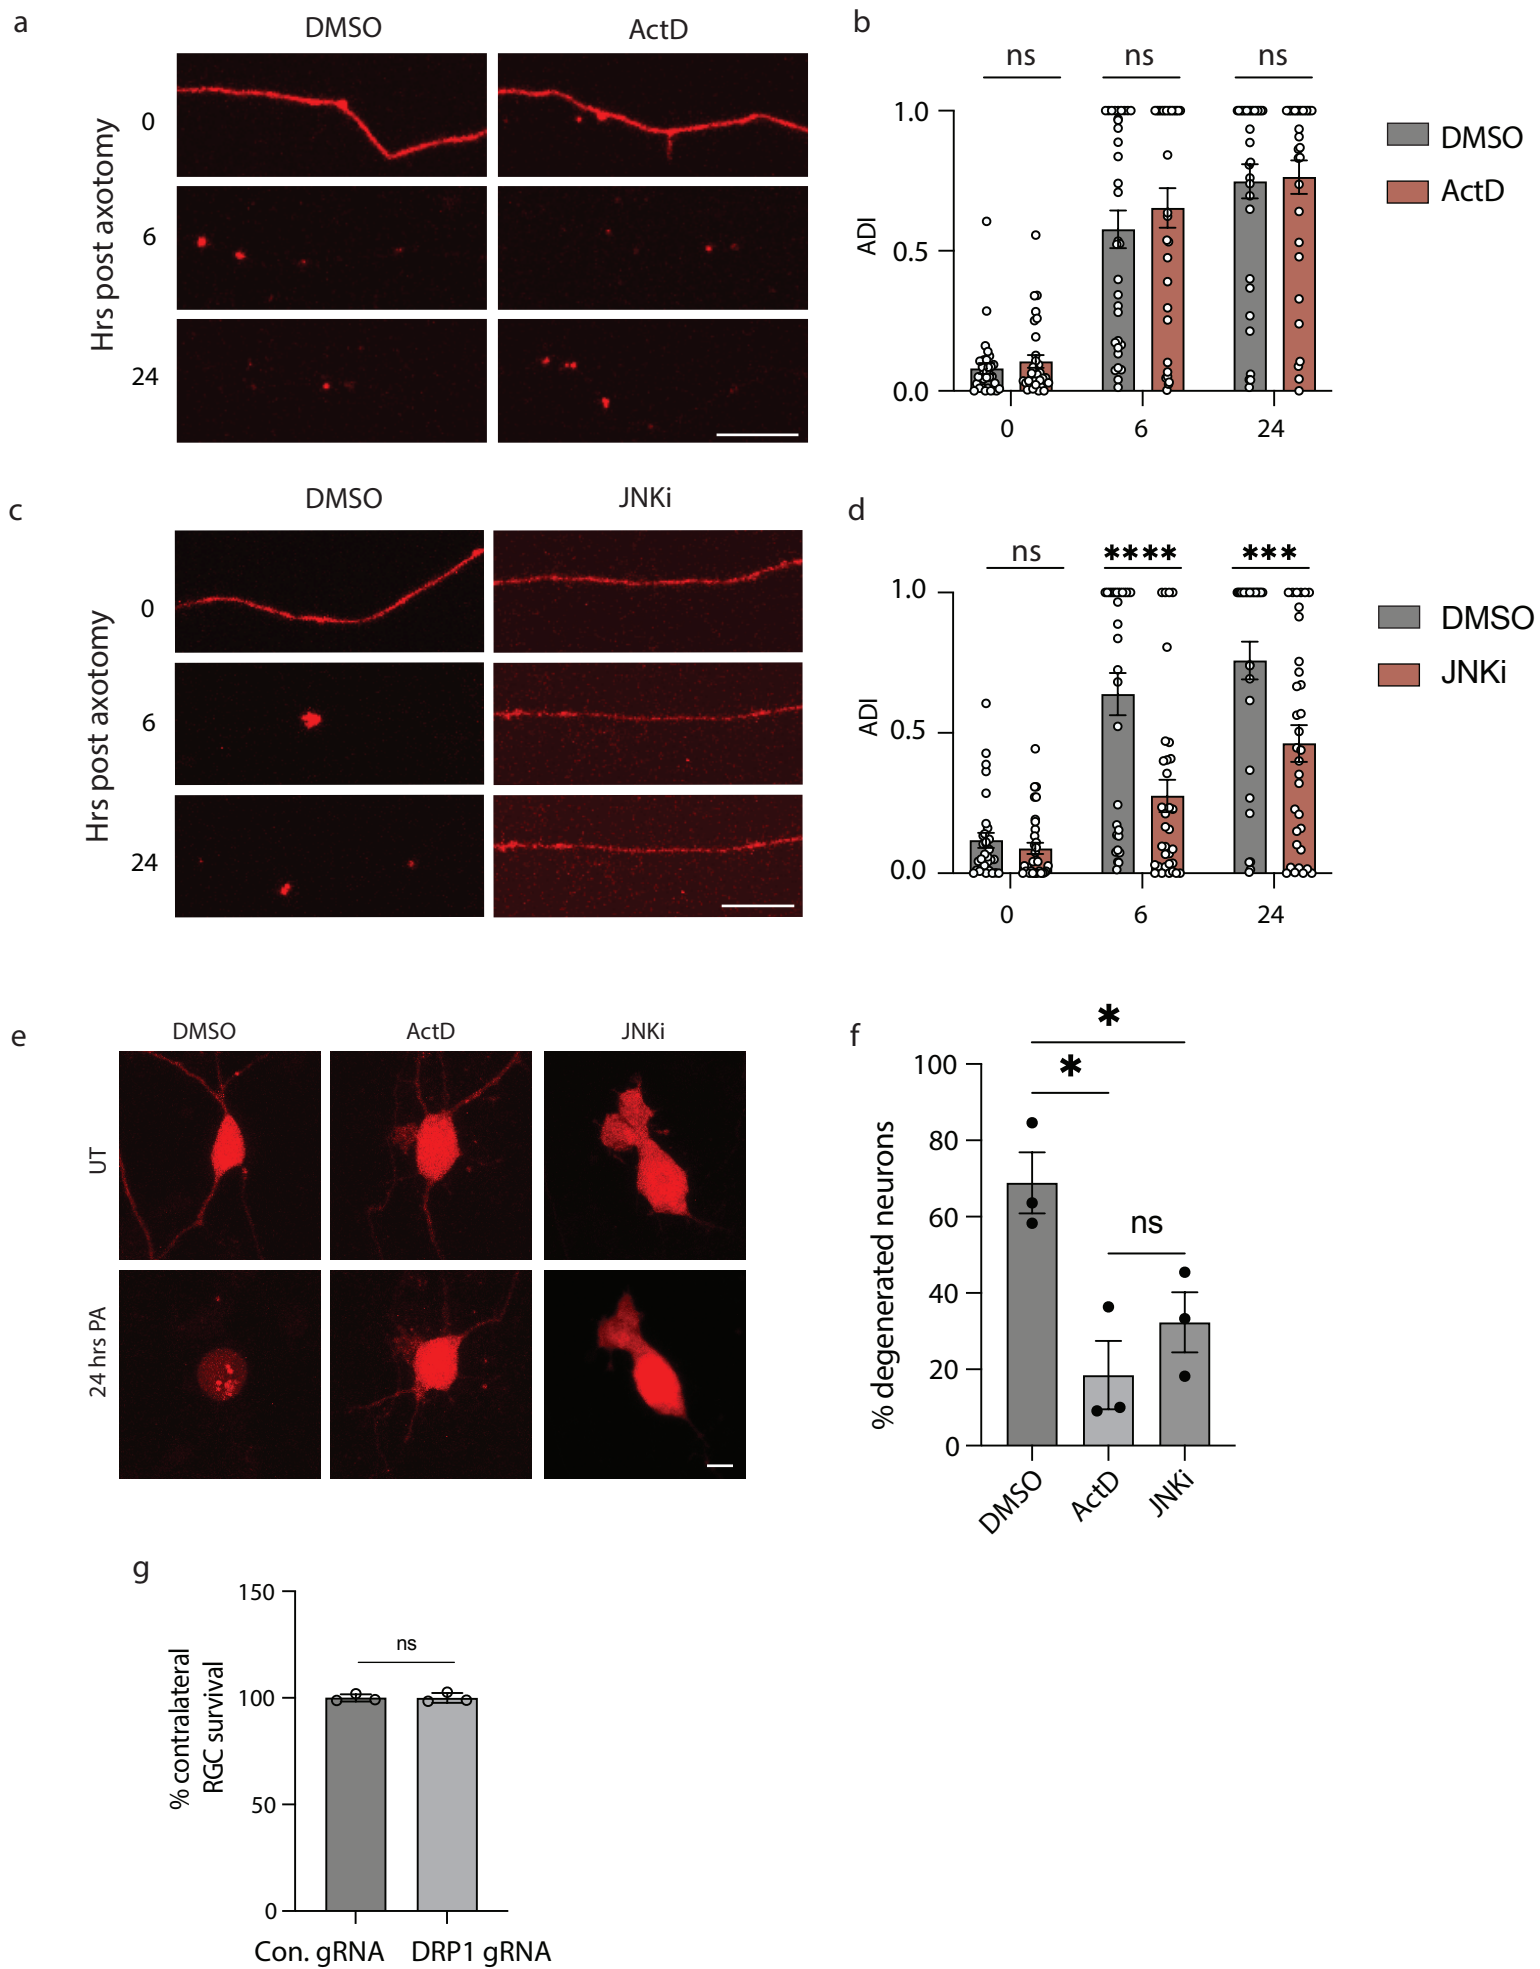 a
DMSO
ActD
Hrs post axotomy
0
6
24
b
ns
ns
ns
ADI
1.0
0.5
0.0
0
6
24
DMSO
ActD
c
DMSO
JNKi
Hrs post axotomy
0
6
24
d
ns
****
***
ADI
1.0
0.5
0.0
0
6
24
DMSO
JNKi
e
DMSO
ActD
JNKi
UT
24 hrs PA
f
*
*
ns
% degenerated neurons
100
80
60
40
20
0
DMSO
ActD
JNKi
g
ns
% contralateral
RGC survival
150
100
50
0
Con. gRNA
DRP1 gRNA